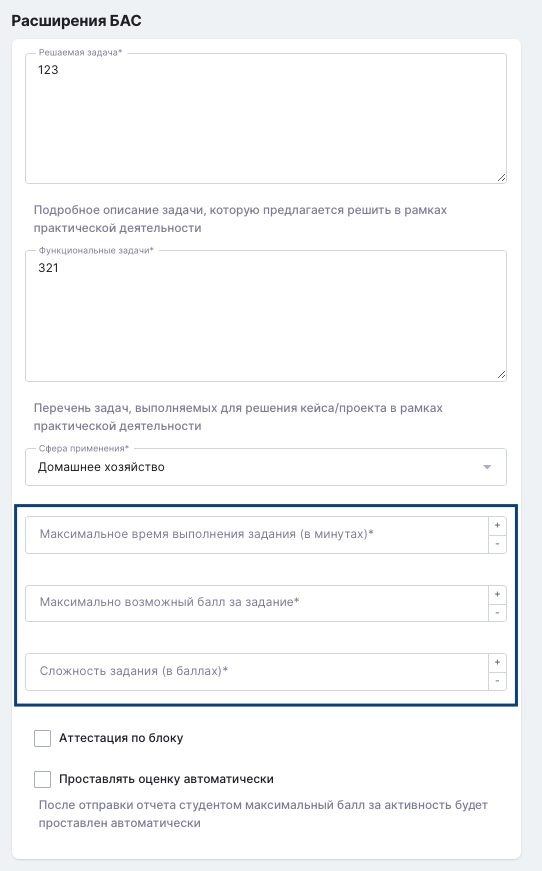 Расширения БАС
Решаемая задача*
123
Подробное описание задачи, которую предлагается решить в рамках
практической деятельности
Функциональные задачи*
321
Перечень задач, выполняемых для решения кейса/проекта в рамках
практической деятельности
Сфера применения*
Домашнее хозяйство
Максимальное время выполнения задания (в минутах)*
+
-
Максимально возможный балл за задание*
+
-
Сложность задания (в баллах)*
+
-
Аттестация по блоку
Проставлять оценку автоматически
После отправки отчета студентом максимальный балл за активность будет
проставлен автоматически